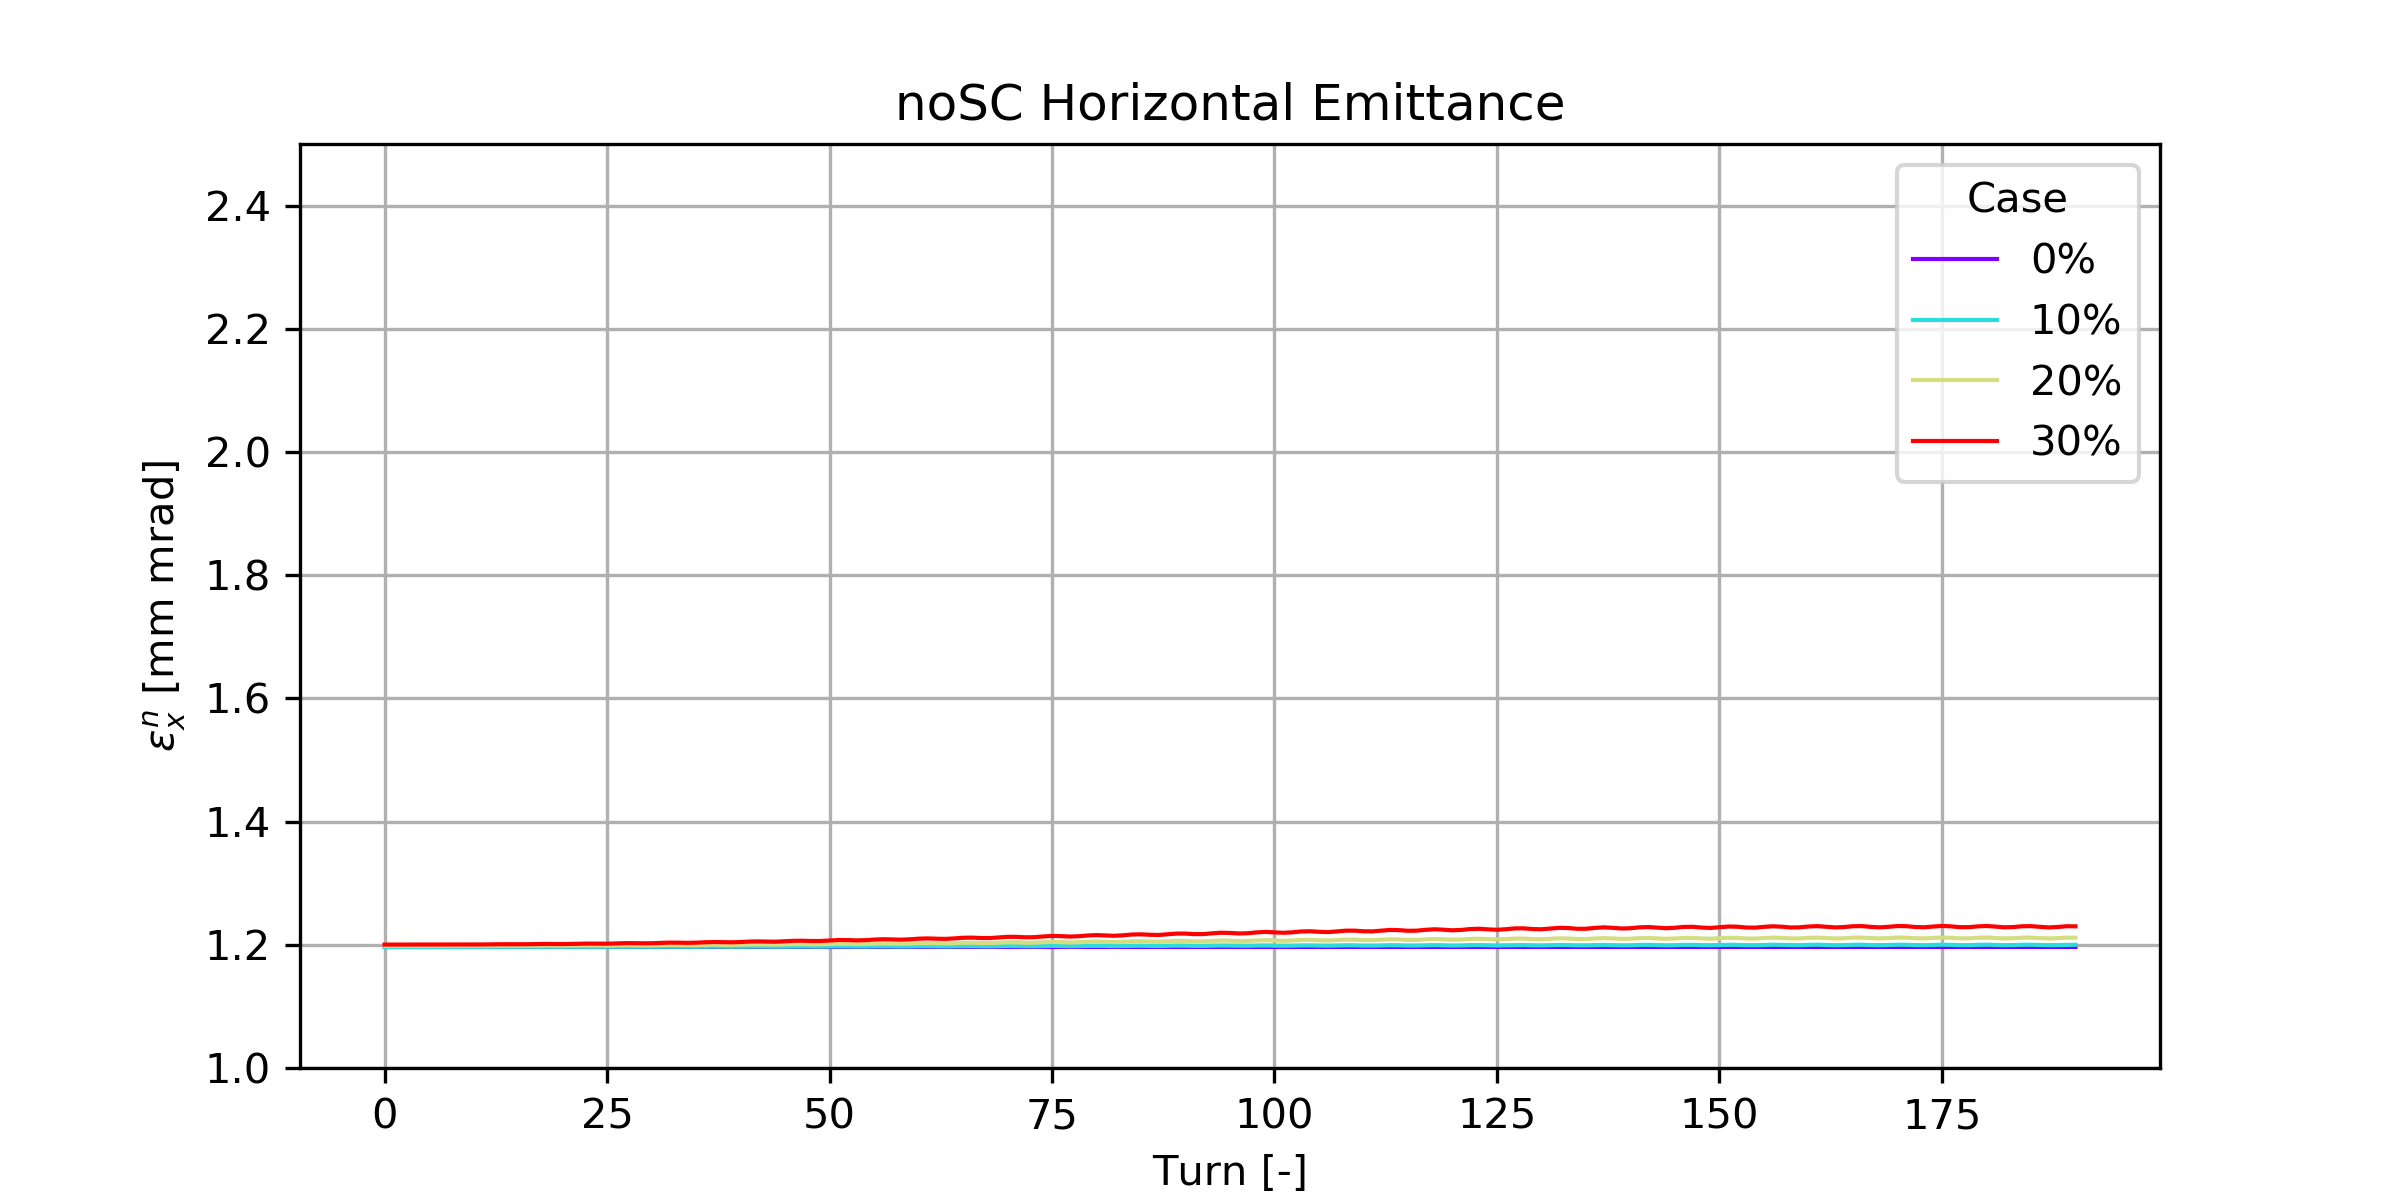 noSC Horizontal Emittance
Case
0%
10%
20%
30%
2.4
2.2
2.0
1.8
1.6
1.4
1.2
1.0
ε_x^n [mm mrad]
0 25 50 75 100 125 150 175
Turn [-]